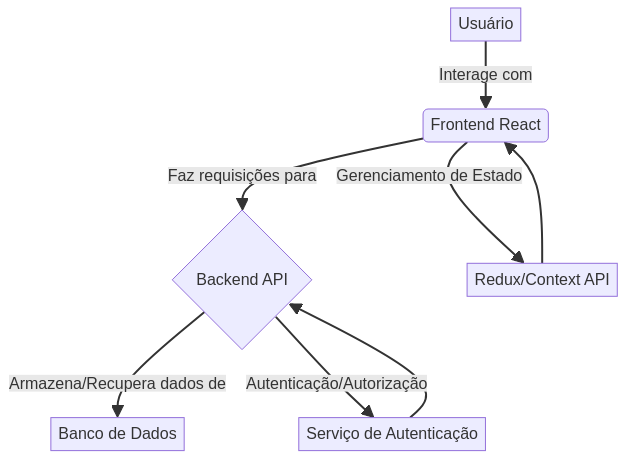 Usuário
Interage com
Frontend React
Faz requisições para
Gerenciamento de Estado
Backend API
Redux/Context API
Armazena/Recupera dados de
Autenticação/Autorização
Banco de Dados
Serviço de Autenticação